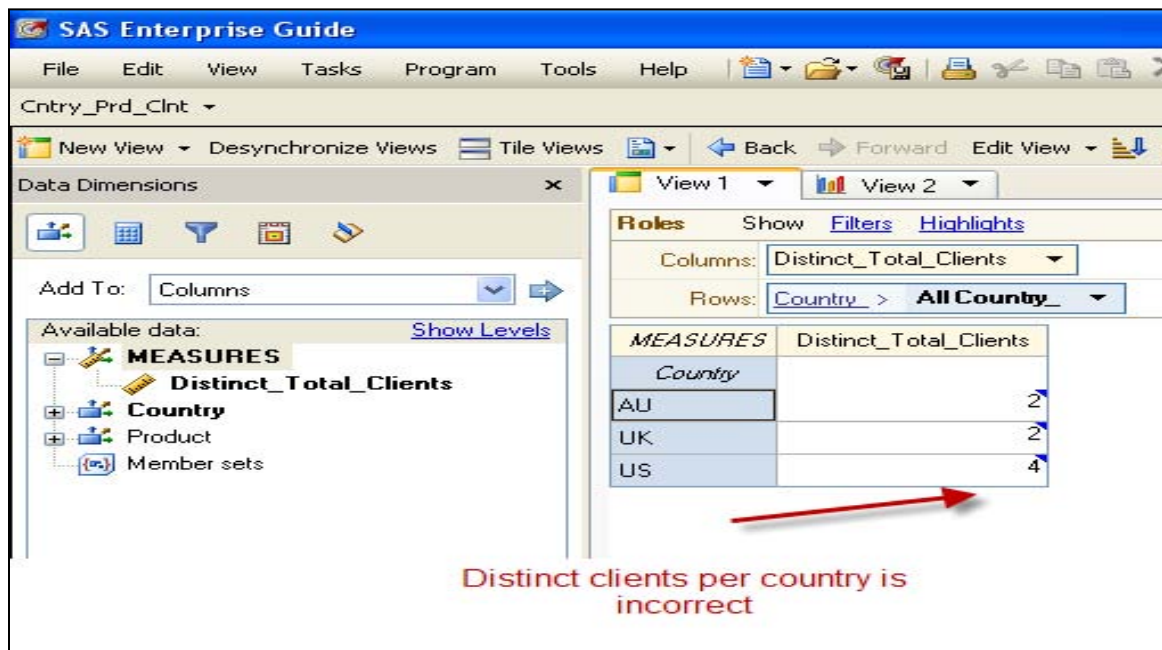 SAS Enterprise Guide
File Edit View Tasks Program Tools Help
Cntry_Prd_Clnt
New View Desynchronize Views Tile Views Back Forward Edit View
Data Dimensions
View 1 View 2
Roles Show Filters Highlights
Columns: Distinct_Total_Clients
Add To: Columns
Rows: Country_ > All Country_
Available data: Show Levels
MEASURES
Distinct_Total_Clients
Country
Product
Member sets
MEASURES Distinct_Total_Clients
Country
AU 2
UK 2
US 4
Distinct clients per country is
incorrect